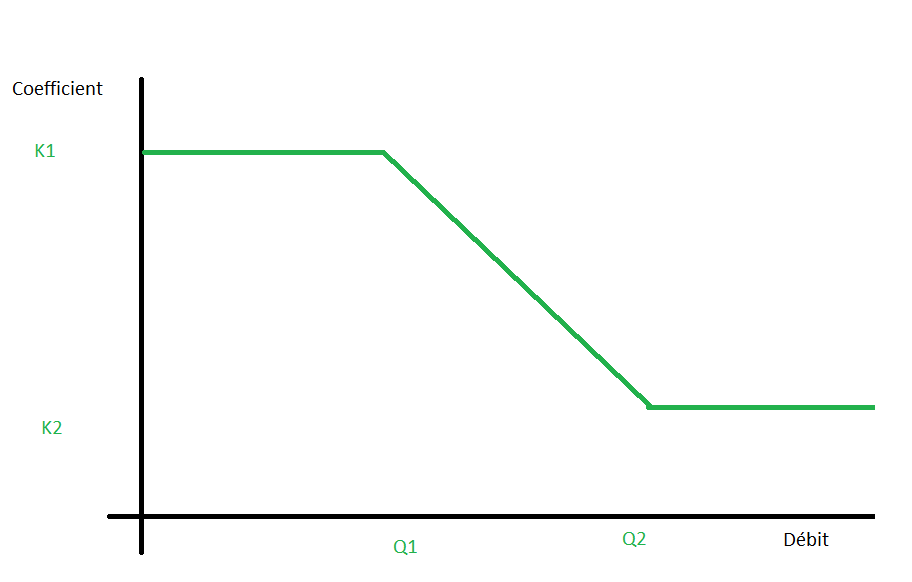 Coefficient
K1
K2
Q1
Q2
Débit